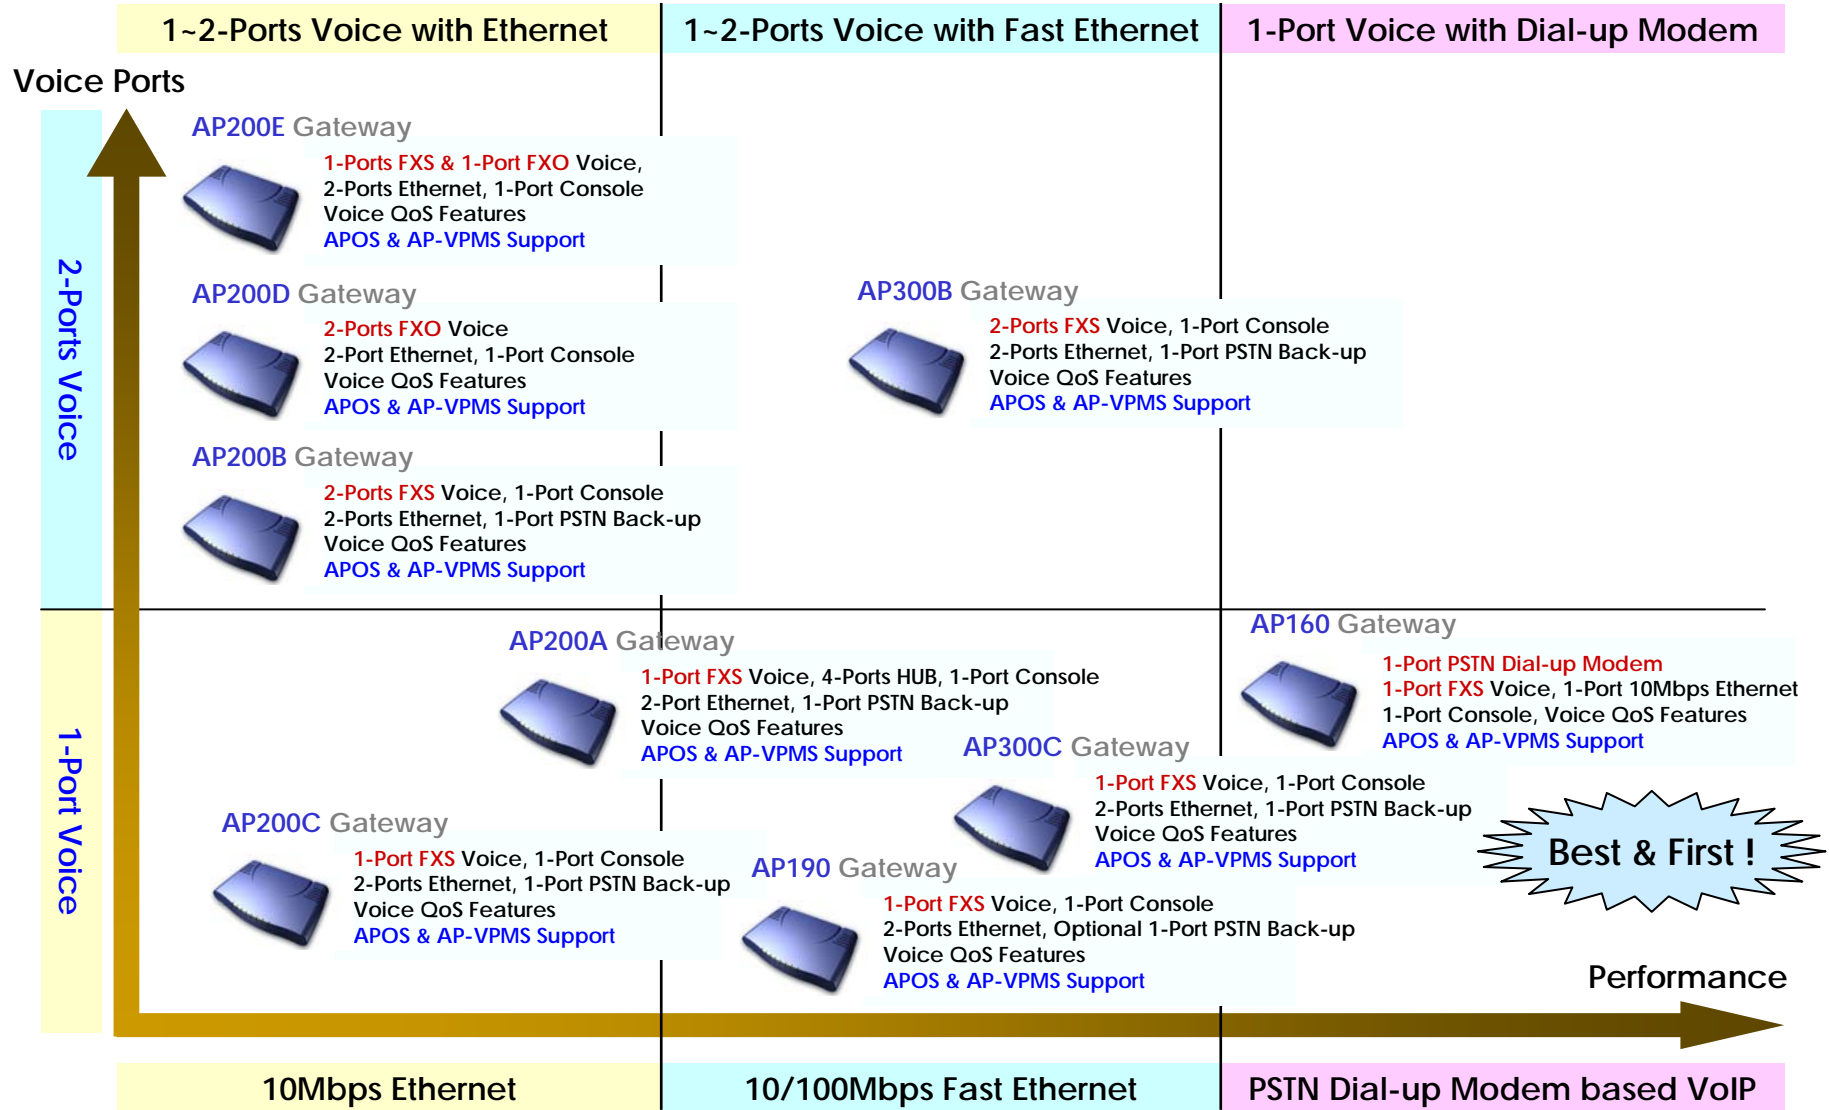 1~2-Ports Voice with Ethernet
1~2-Ports Voice with Fast Ethernet
1-Port Voice with Dial-up Modem
Voice Ports
2-Ports Voice
AP200E Gateway
1-Ports FXS & 1-Port FXO Voice,
2-Ports Ethernet, 1-Port Console
Voice QoS Features
APOS & AP-VPMS Support
AP200D Gateway
2-Ports FXO Voice
2-Port Ethernet, 1-Port Console
Voice QoS Features
APOS & AP-VPMS Support
AP200B Gateway
2-Ports FXS Voice, 1-Port Console
2-Ports Ethernet, 1-Port PSTN Back-up
Voice QoS Features
APOS & AP-VPMS Support
AP300B Gateway
2-Ports FXS Voice, 1-Port Console
2-Ports Ethernet, 1-Port PSTN Back-up
Voice QoS Features
APOS & AP-VPMS Support
1-Port Voice
AP200A Gateway
1-Port FXS Voice, 4-Ports HUB, 1-Port Console
2-Port Ethernet, 1-Port PSTN Back-up
Voice QoS Features
APOS & AP-VPMS Support
AP200C Gateway
1-Port FXS Voice, 1-Port Console
2-Ports Ethernet, 1-Port PSTN Back-up
Voice QoS Features
APOS & AP-VPMS Support
AP300C Gateway
1-Port FXS Voice, 1-Port Console
2-Ports Ethernet, 1-Port PSTN Back-up
Voice QoS Features
APOS & AP-VPMS Support
AP190 Gateway
1-Port FXS Voice, 1-Port Console
2-Ports Ethernet, Optional 1-Port PSTN Back-up
Voice QoS Features
APOS & AP-VPMS Support
AP160 Gateway
1-Port PSTN Dial-up Modem
1-Port FXS Voice, 1-Port 10Mbps Ethernet
1-Port Console, Voice QoS Features
APOS & AP-VPMS Support
Best & First !
Performance
10Mbps Ethernet
10/100Mbps Fast Ethernet
PSTN Dial-up Modem based VoIP